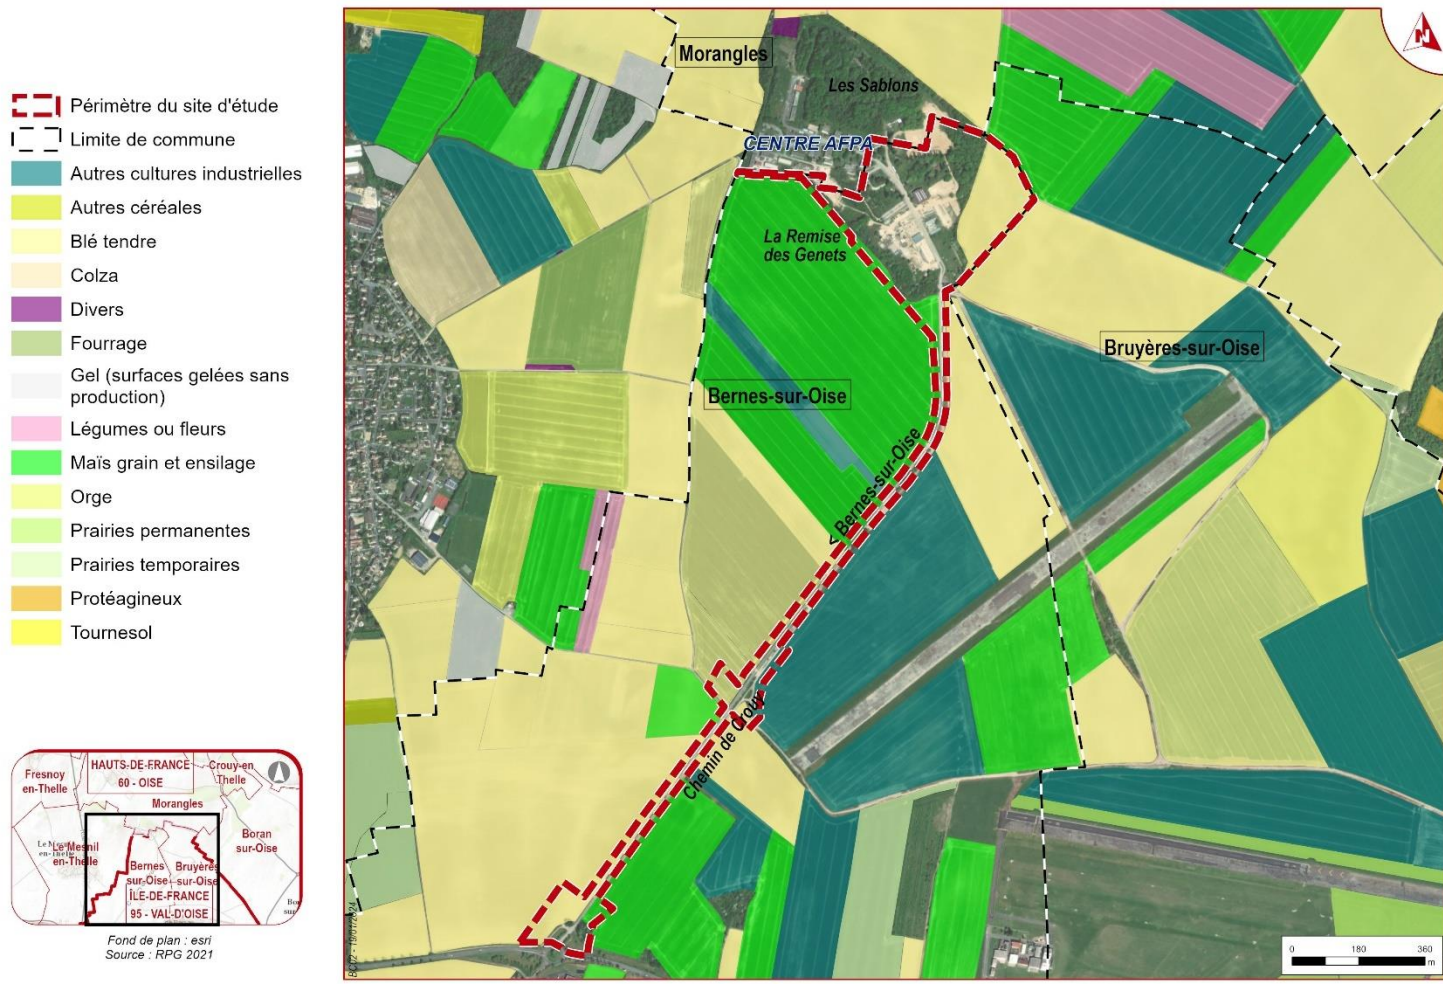 Périmètre du site d'étude
Limite de commune
Autres cultures industrielles
Autres céréales
Blé tendre
Colza
Divers
Fourrage
Gel (surfaces gelées sans
production)
Légumes ou fleurs
Maïs grain et ensilage
Orge
Prairies permanentes
Prairies temporaires
Protéagineux
Tournesol
Morangles
Les Sablons
CENTRE AFPA
La Remise
des Genets
Bruyères-sur-Oise
Bernes-sur-Oise
< Bernes-sur-Oise
Chemin de Crouy
N
0 180 360
m
HAUTS-DE-FRANCE
60 - OISE
Fresnoy
en-Thelle
Crouy-en
Thelle
Morangles
Le Mesnil
en-Thelle
Boran
sur-Oise
Bernes
sur-Oise
Bruyères
sur-Oise
ÎLE-DE-FRANCE
95 - VAL-D'OISE
Fond de plan : esri
Source : RPG 2021